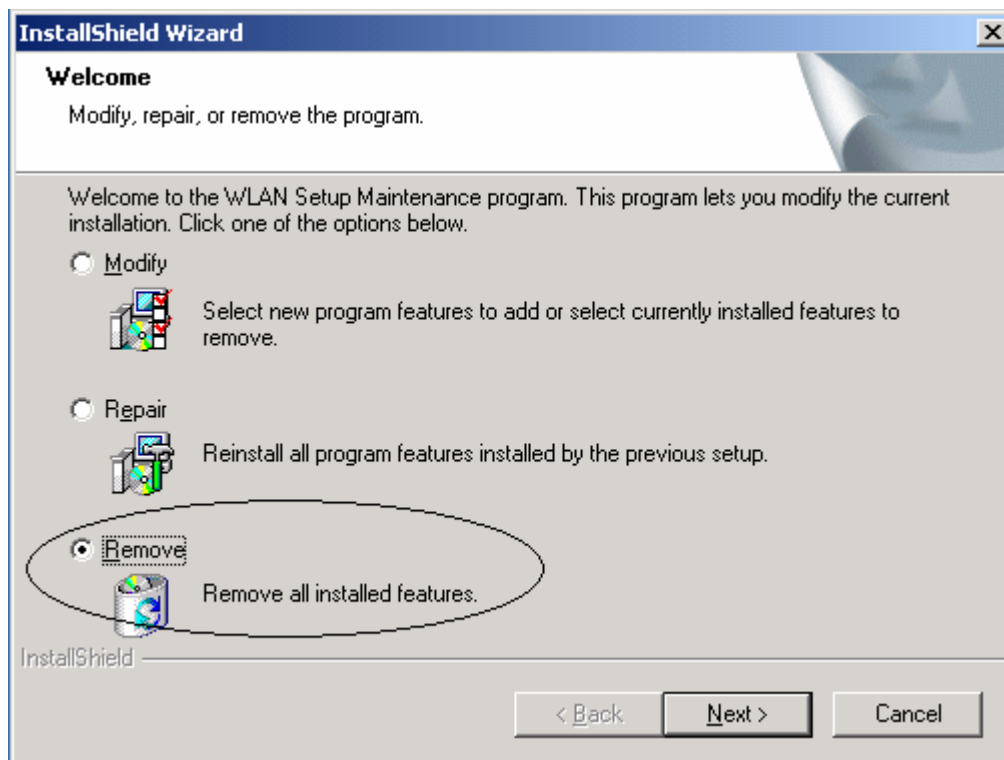 InstallShield Wizard
Welcome
Modify, repair, or remove the program.
Welcome to the WLAN Setup Maintenance program. This program lets you modify the current
installation. Click one of the options below.
Modify
Select new program features to add or select currently installed features to
remove.
Repair
Reinstall all program features installed by the previous setup.
Remove
Remove all installed features.
InstallShield
< Back
Next >
Cancel